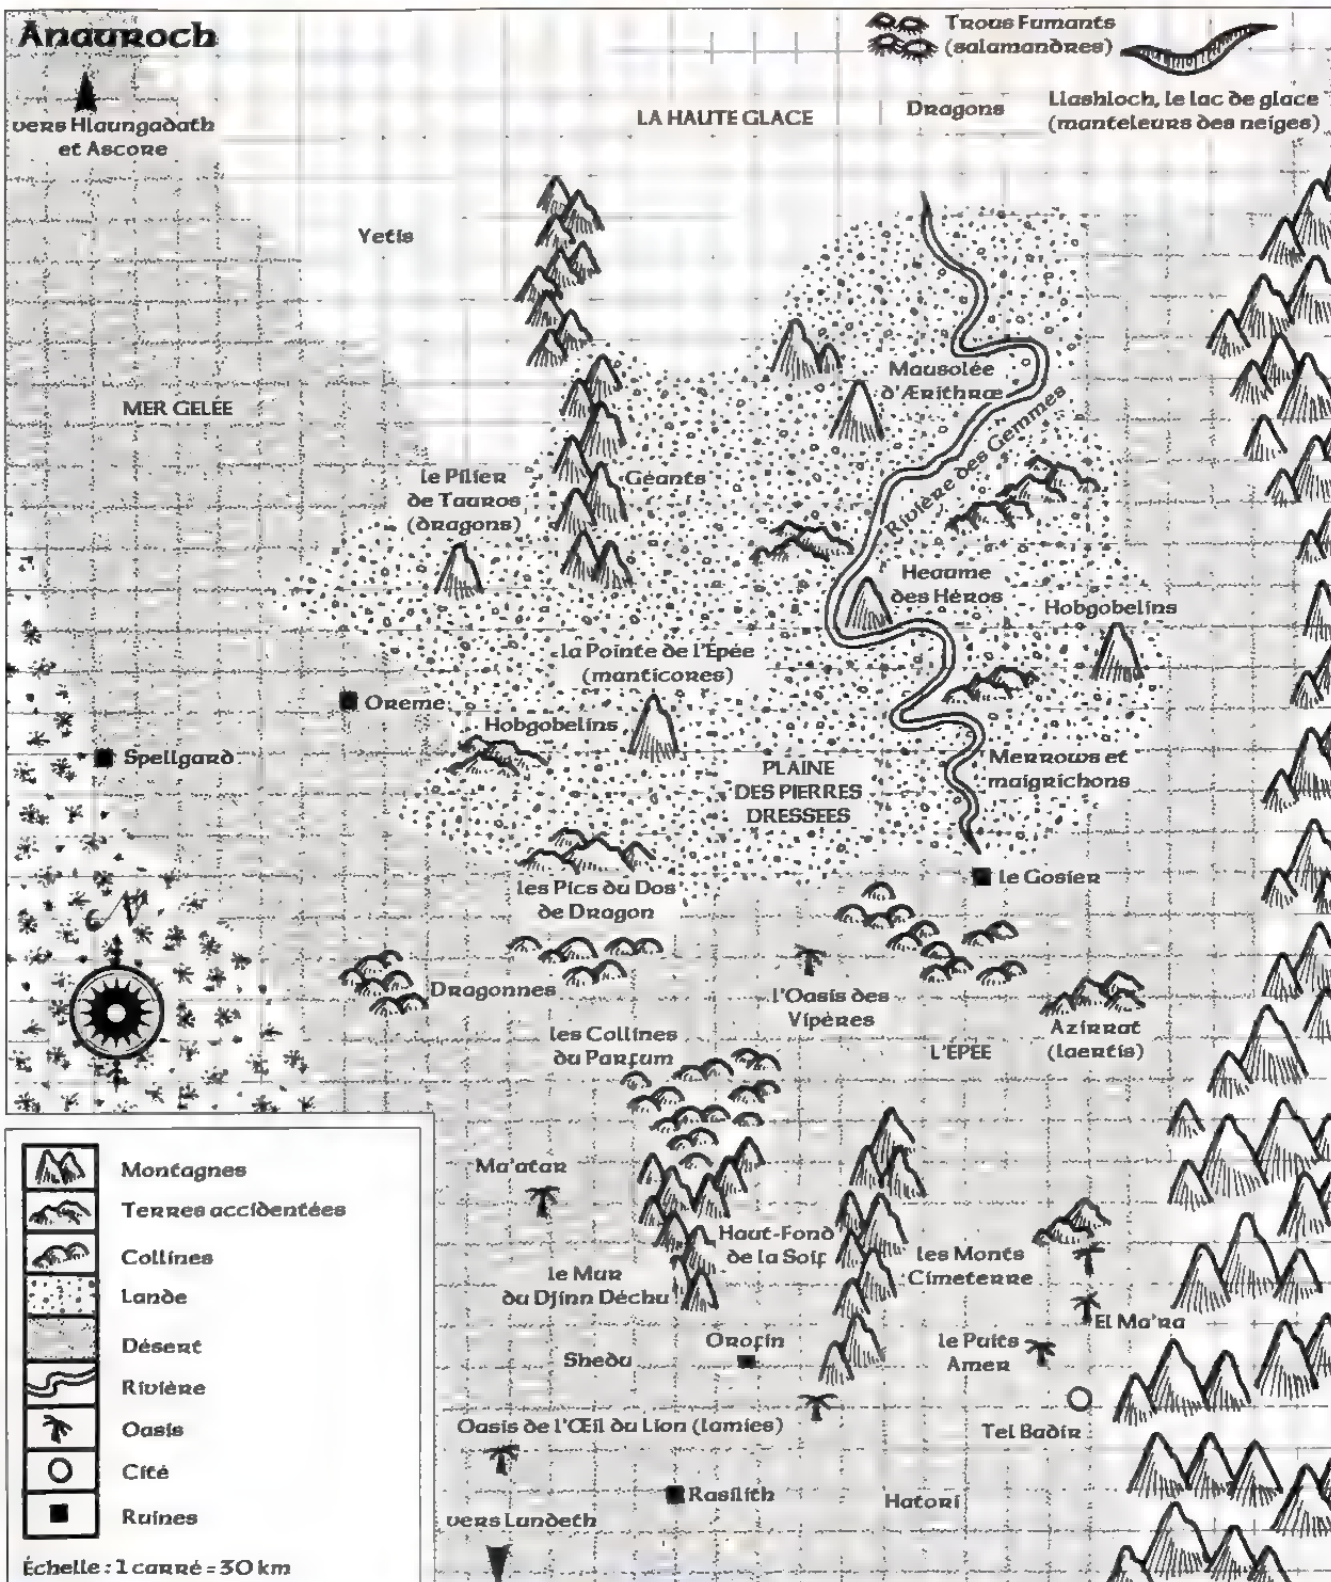 Anauroch
vers Hlaungadath
et Ascore
Trous Fumants
(salamandres)
LA HAUTE GLACE
Dragons
Llashloch, le lac de glace
(manteleurs des neiges)
Yetis
MER GELÉE
Mausolée
d'Ærithræ
Rivière des Gemmes
le Pilier
de Tauros
(dragons)
Géants
Heaume
des Héros
Hobgobelins
la Pointe de l'Epée
(manticores)
Oreme
Hobgobelins
Spellgard
PLAINE
DES PIERRES
DRESSEES
Merrows et
maigrichons
les Pics du Dos
de Dragon
le Gosier
N
Dragonnes
l'Oasis des
Vipères
les Collines
du Parfum
L'EPEE
Azirrat
(laertis)
Ma'atar
Haut-Fond
de la Soif
les Monts
Cimeterre
le Mur
du Djinn Déchu
El Ma'ra
Orofin
le Puits
Amer
Shedu
Oasis de l'Œil du Lion (lamies)
Tel Badir
Rasilith
Hatori
vers Lundeth
Montagnes
Terres accidentées
Collines
Lande
Désert
Rivière
Oasis
Cité
Ruines
Échelle : 1 carré = 30 km